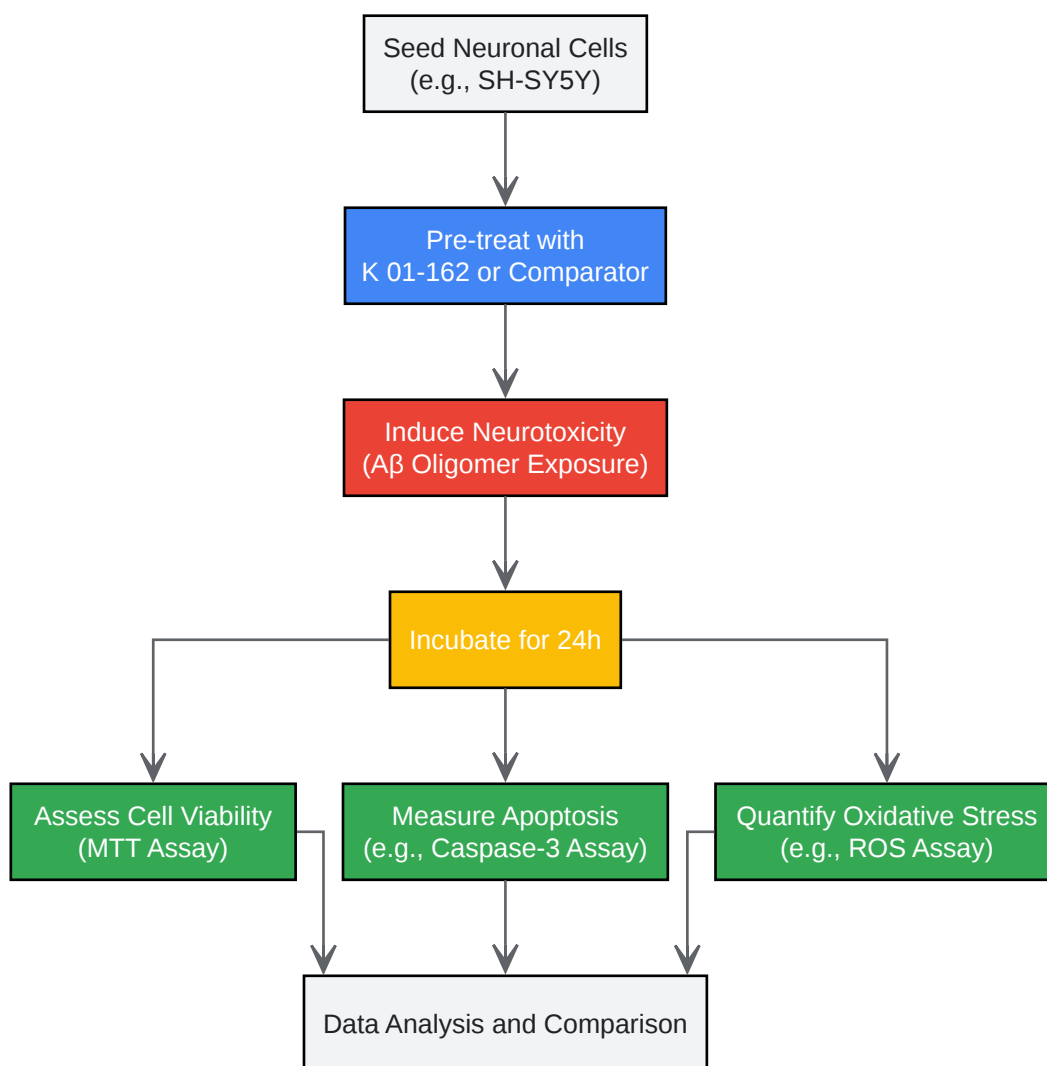 Seed Neuronal Cells
(e.g., SH-SY5Y)
Pre-treat with
K 01-162 or Comparator
Induce Neurotoxicity
(Aβ Oligomer Exposure)
Incubate for 24h
Assess Cell Viability
(MTT Assay)
Measure Apoptosis
(e.g., Caspase-3 Assay)
Quantify Oxidative Stress
(e.g., ROS Assay)
Data Analysis and Comparison